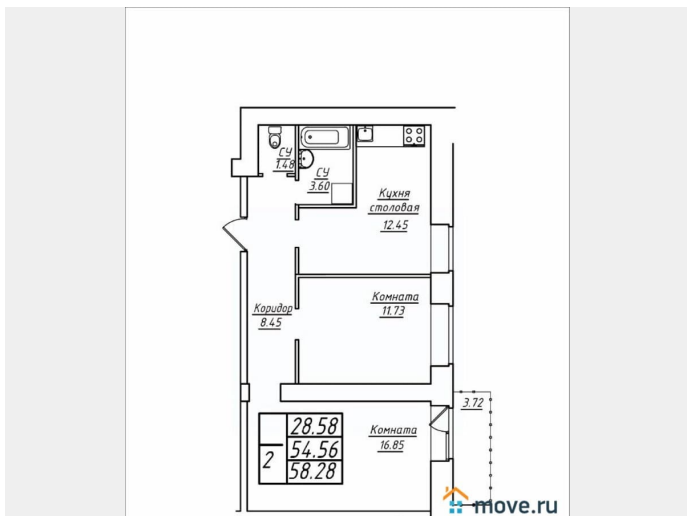 СУ
1.48
СУ
3.60
Кухня
столовая
12.45
Комната
11.73
Коридор
8.45
3.72
28.58
2
54.56
58.28
Комната
16.85
move.ru